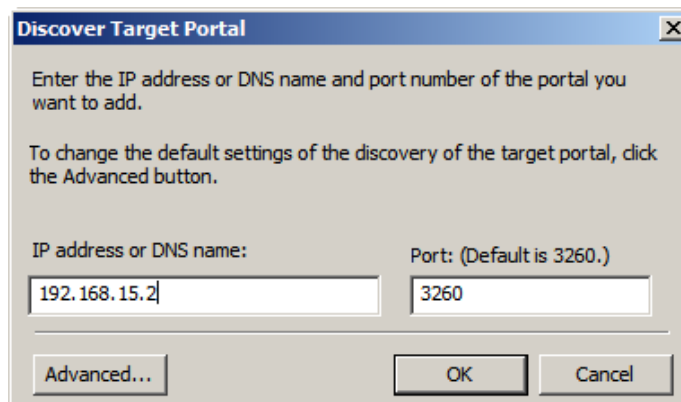 Discover Target Portal
Enter the IP address or DNS name and port number of the portal you
want to add.
To change the default settings of the discovery of the target portal, click
the Advanced button.
IP address or DNS name:
Port: (Default is 3260.)
192.168.15.2
3260
Advanced...
OK
Cancel